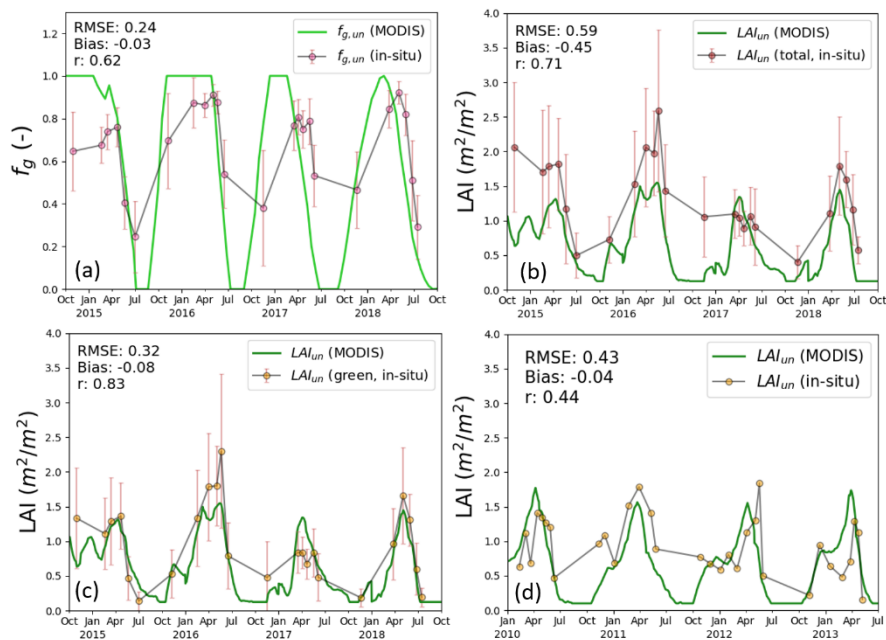 RMSE: 0.24
Bias: -0.03
r: 0.62
f_g,un (MODIS)
f_g,un (in-situ)
f_g (-)
1.2
1.0
0.8
0.6
0.4
0.2
0.0
(a)
Oct Jan Apr Jul Oct Jan Apr Jul Oct Jan Apr Jul Oct Jan Apr Jul Oct
2015 2016 2017 2018
RMSE: 0.59
Bias: -0.45
r: 0.71
LAI_un (MODIS)
LAI_un (total, in-situ)
LAI (m²/m²)
4.0
3.5
3.0
2.5
2.0
1.5
1.0
0.5
0.0
(b)
Oct Jan Apr Jul Oct Jan Apr Jul Oct Jan Apr Jul Oct Jan Apr Jul Oct
2015 2016 2017 2018
RMSE: 0.32
Bias: -0.08
r: 0.83
LAI_un (MODIS)
LAI_un (green, in-situ)
LAI (m²/m²)
4.0
3.5
3.0
2.5
2.0
1.5
1.0
0.5
0.0
(c)
Oct Jan Apr Jul Oct Jan Apr Jul Oct Jan Apr Jul Oct Jan Apr Jul Oct
2015 2016 2017 2018
RMSE: 0.43
Bias: -0.04
r: 0.44
LAI_un (MODIS)
LAI_un (in-situ)
LAI (m²/m²)
4.0
3.5
3.0
2.5
2.0
1.5
1.0
0.5
0.0
(d)
Jan Apr Jul Oct Jan Apr Jul Oct Jan Apr Jul Oct Jan Apr Jul
2010 2011 2012 2013